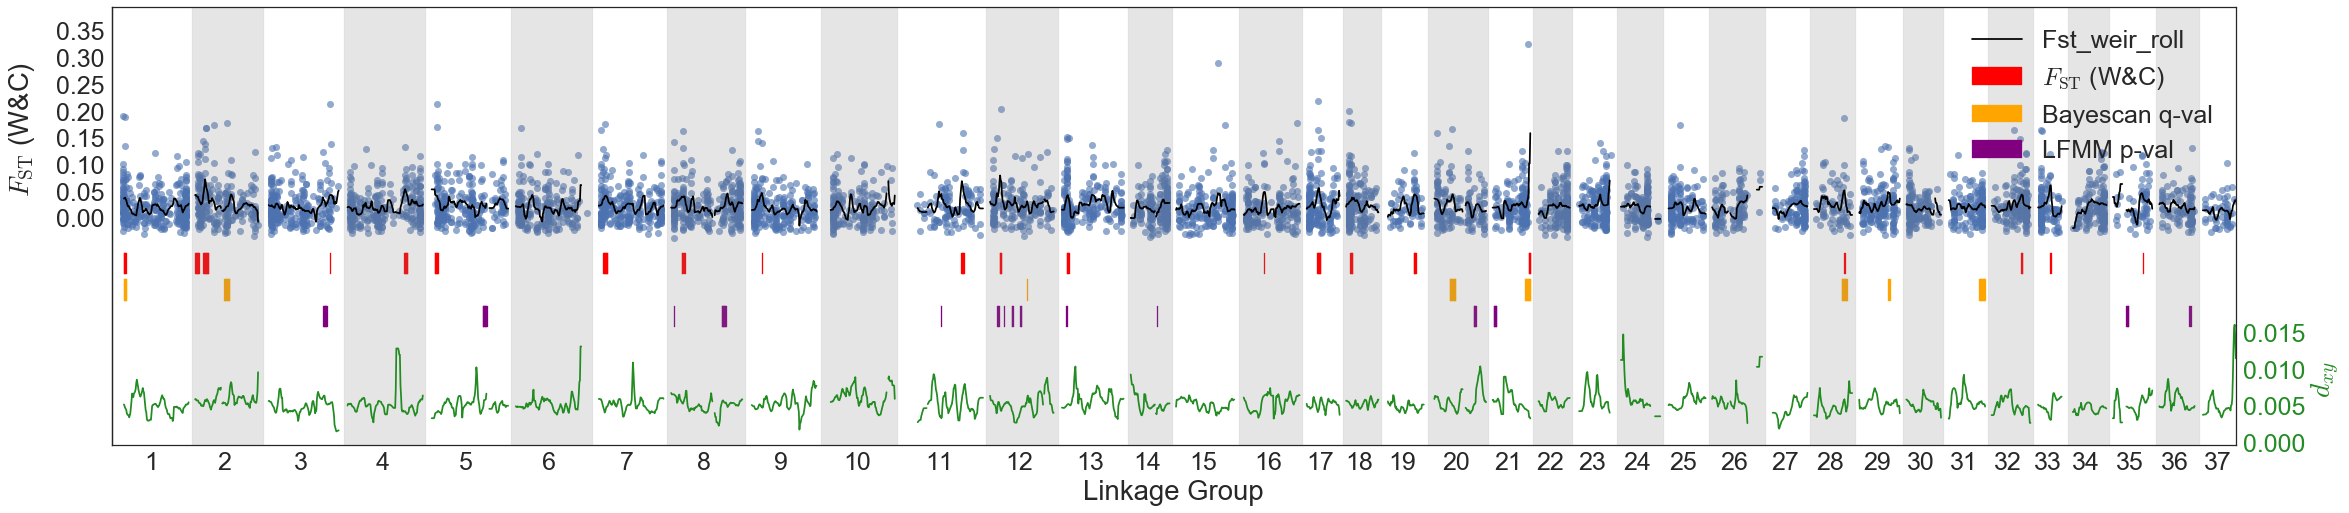 0.35
0.30
0.25
0.20
0.15
0.10
0.05
0.00
FST (W&C)
Fst_weir_roll
FST (W&C)
Bayescan q-val
LFMM p-val
0.015
0.010
0.005
0.000
dxy
1 2 3 4 5 6 7 8 9 10 11 12 13 14 15 16 17 18 19 20 21 22 23 24 25 26 27 28 29 30 31 32 33 34 35 36 37
Linkage Group